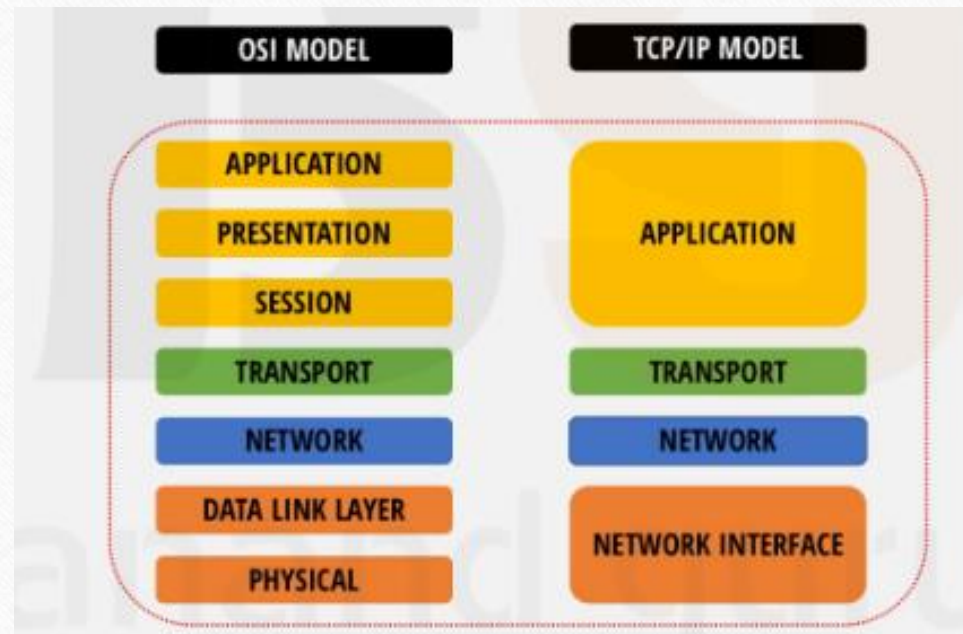 OSI MODEL
TCP/IP MODEL
APPLICATION
PRESENTATION
SESSION
TRANSPORT
NETWORK
DATA LINK LAYER
PHYSICAL
APPLICATION
TRANSPORT
NETWORK
NETWORK INTERFACE